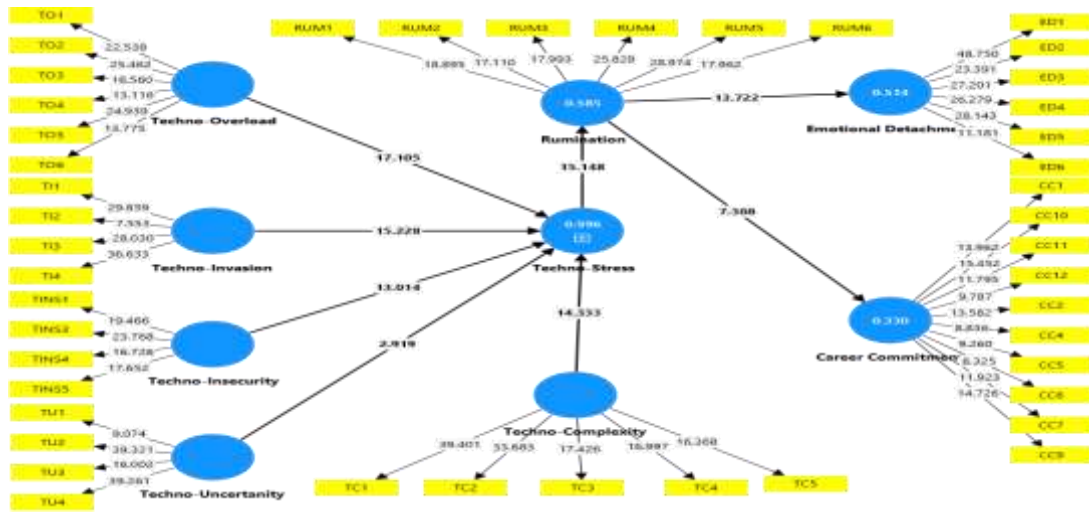 TO1
TO2
TO3
TO4
TO5
TO6
22.538
25.462
13.116
24.939
13.775
Techno-Overload
TI1
TI2
TI3
TI4
29.839
7.553
28.030
36.633
Techno-Invasion
TINS1
TINS3
TINS4
TINS5
19.466
23.768
16.728
17.652
Techno-Insecurity
TU1
TU2
TU3
TU4
9.074
39.321
16.002
39.261
Techno-Uncertanity
RUM1
RUM2
RUM3
RUM4
RUM5
RUM6
18.895
17.110
17.993
25.828
28.874
17.862
0.585
Rumination
17.105
15.228
13.014
2.919
15.148
14.333
0.996
Techno-Stress
Techno-Complexity
39.401
33.683
17.426
16.997
16.268
TC1
TC2
TC3
TC4
TC5
13.722
7.388
0.524
Emotional Detachme
ED1
ED2
ED3
ED4
ED5
ED6
48.750
23.391
27.201
26.279
28.143
11.181
0.330
Career Commitmen
CC1
CC10
CC11
CC12
CC2
CC4
CC5
CC6
CC7
CC9
13.962
15.452
11.795
9.787
13.582
8.836
9.260
8.325
11.923
14.726